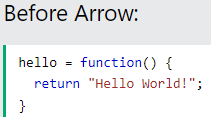 Before Arrow:
hello = function() {
  return "Hello World!";
}